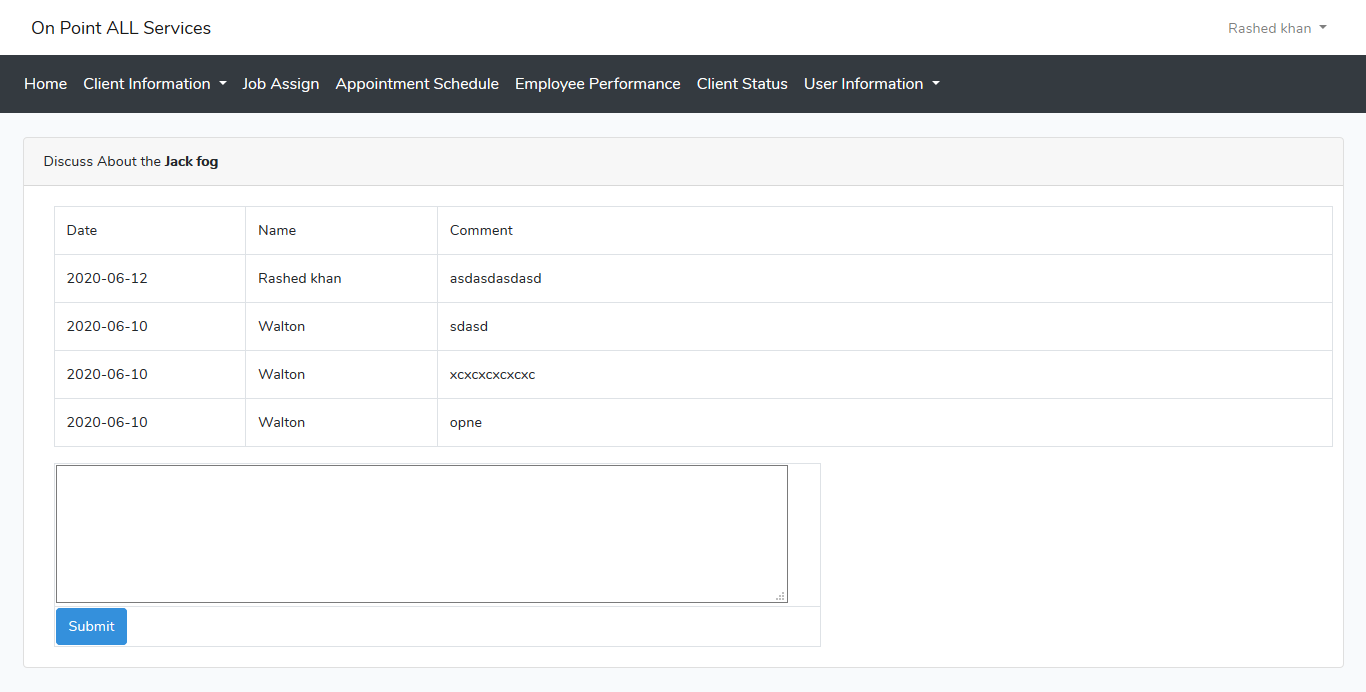 On Point ALL Services
Rashed khan
Home Client Information Job Assign Appointment Schedule Employee Performance Client Status User Information
Discuss About the Jack fog
Date Name Comment
2020-06-12 Rashed khan asdasdasdasd
2020-06-10 Walton sdasd
2020-06-10 Walton xcxcxcxcxcxc
2020-06-10 Walton opne
Submit